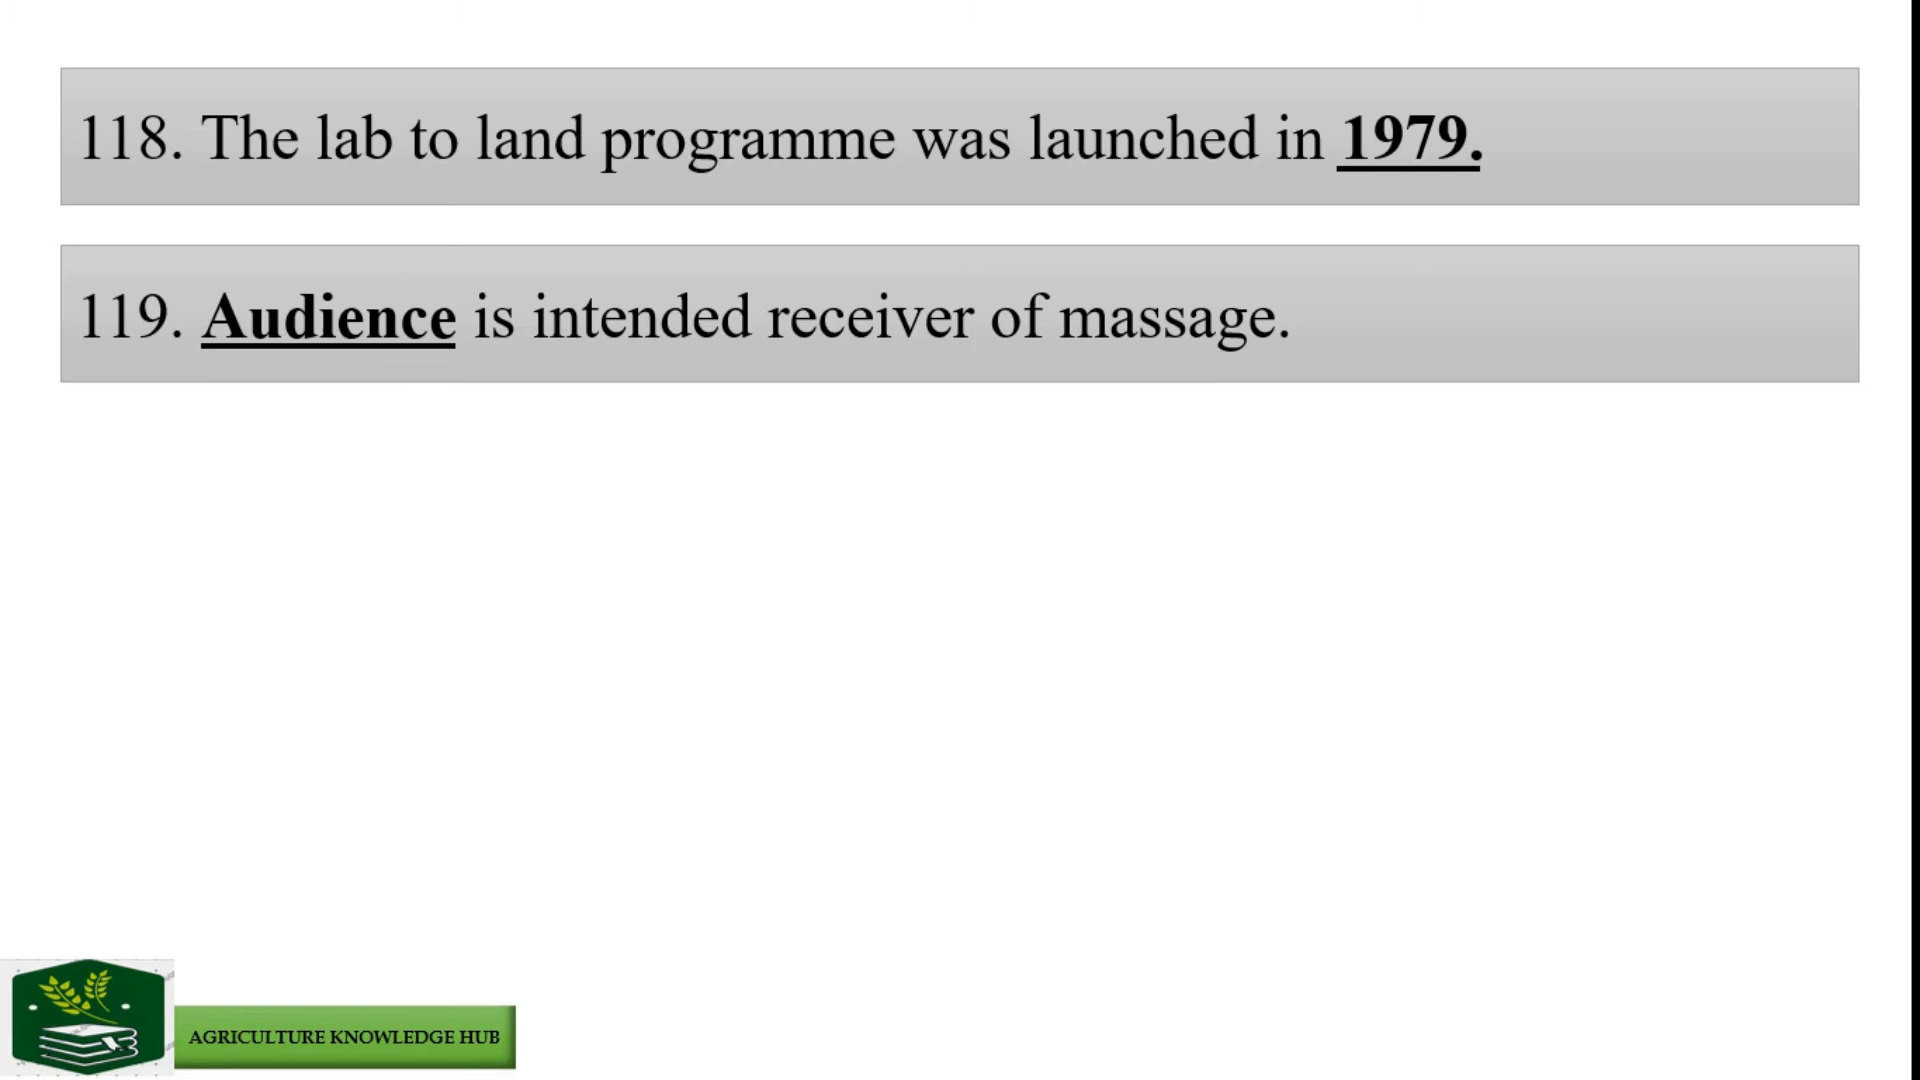 118. The lab to land programme was launched in 1979.
119. Audience is intended receiver of massage.
AGRICULTURE KNOWLEDGE HUB